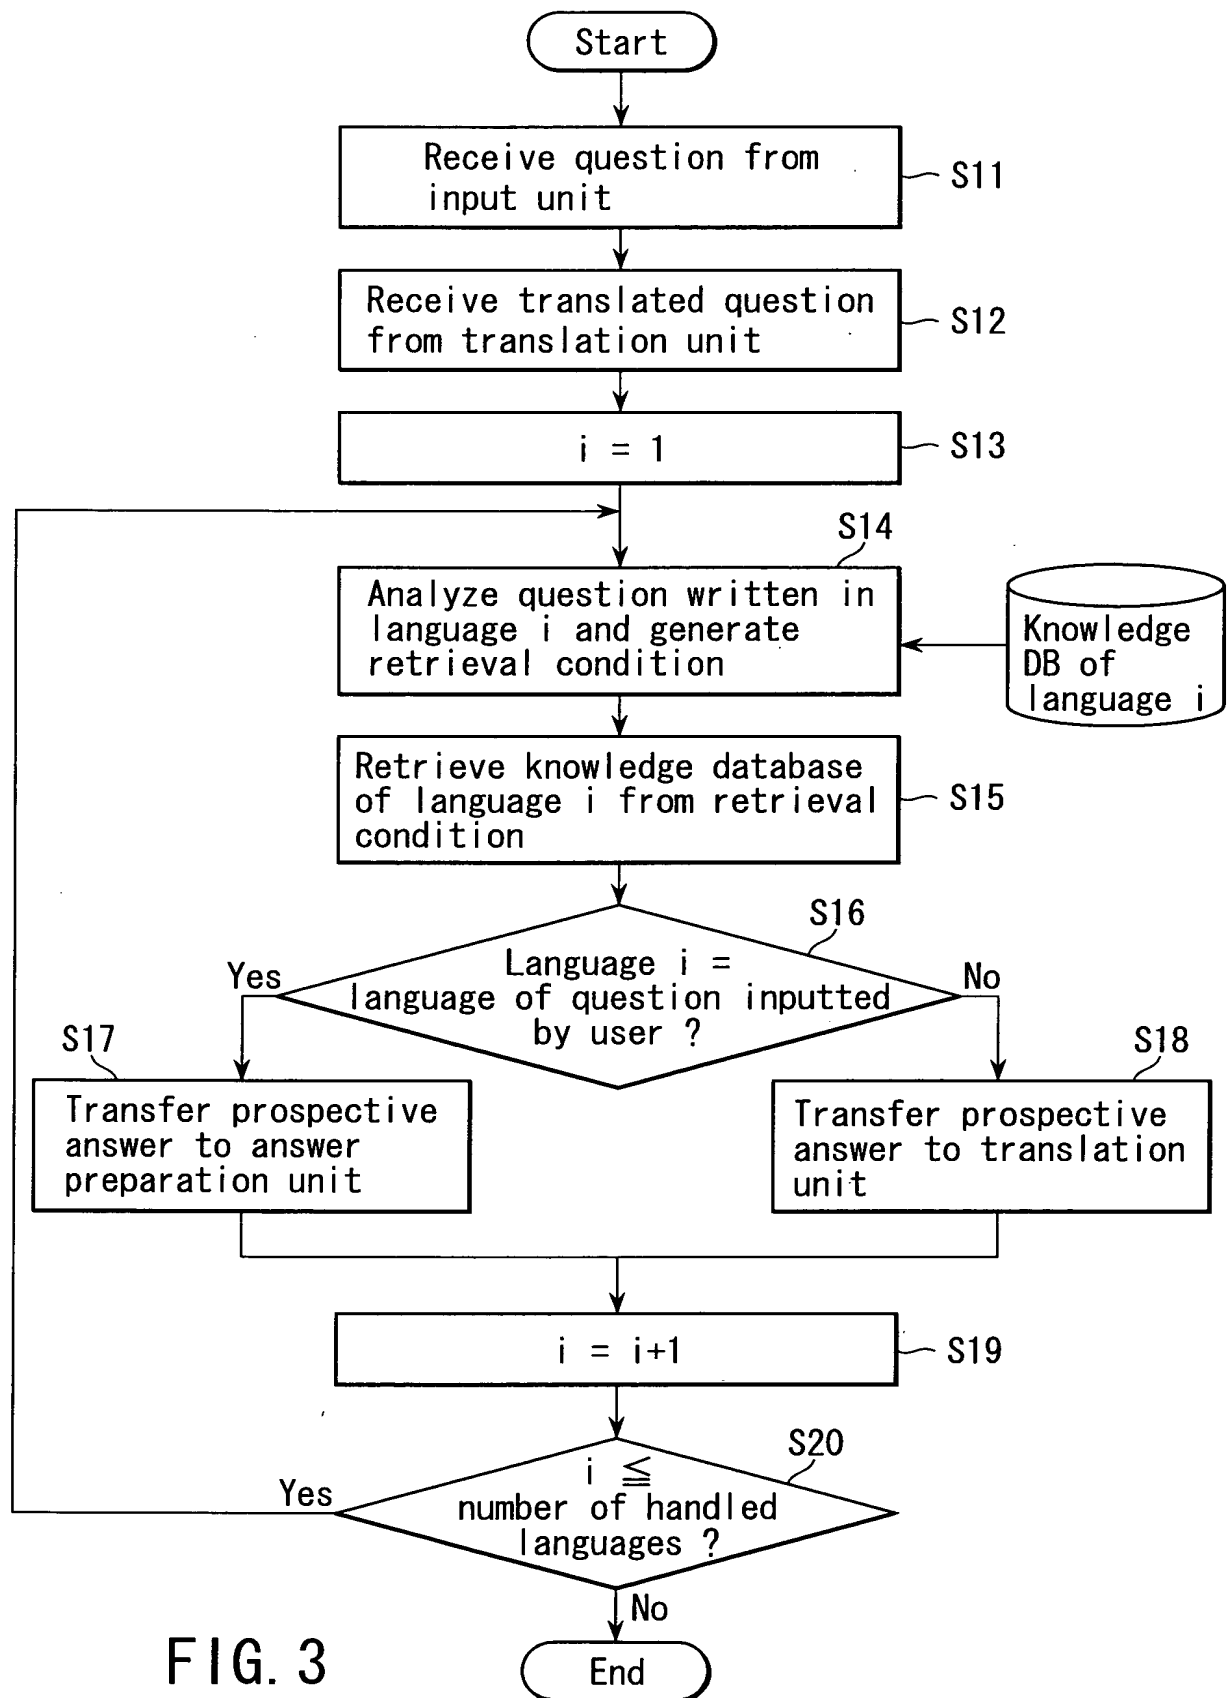 Start
Receive question from
input unit
S11
Receive translated question
from translation unit
S12
i = 1
S13
S14
Analyze question written in
language i and generate
retrieval condition
Knowledge
DB of
language i
Retrieve knowledge database
of language i from retrieval
condition
S15
S16
Language i =
language of question inputted
by user ?
Yes
No
S17
Transfer prospective
answer to answer
preparation unit
S18
Transfer prospective
answer to translation
unit
i = i+1
S19
S20
i ≦
number of handled
languages ?
Yes
No
End
FIG. 3